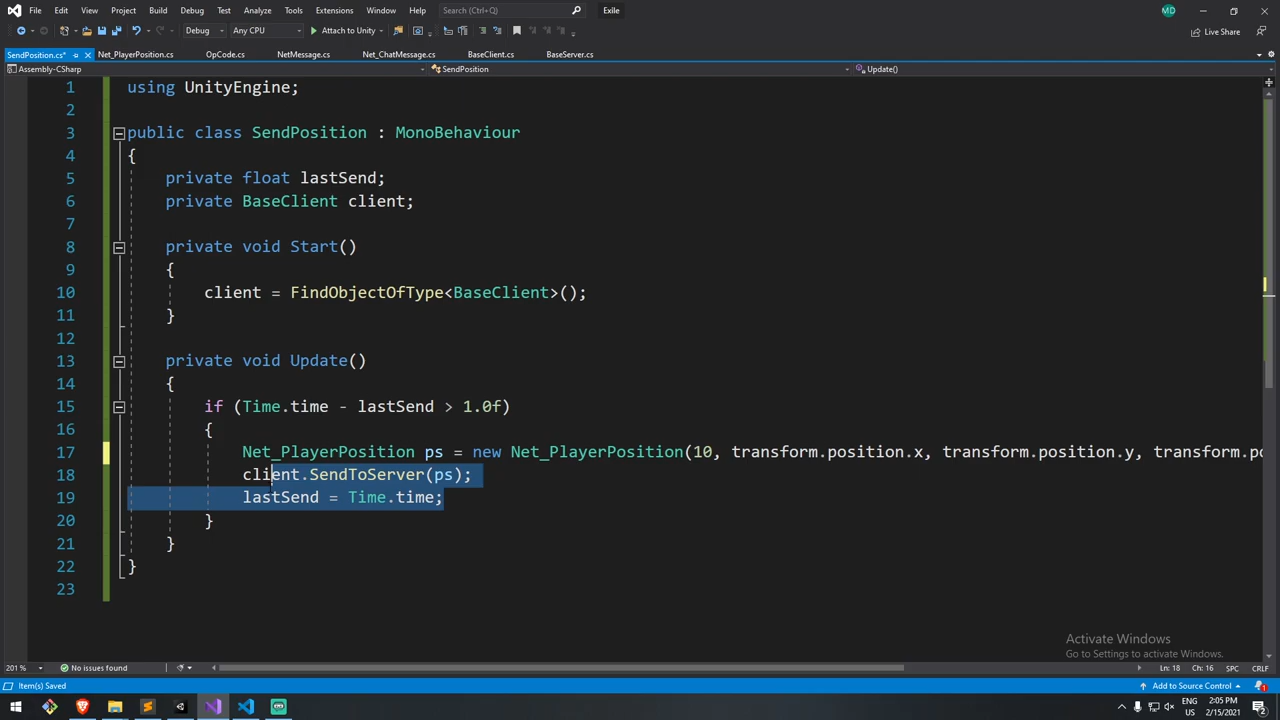 File Edit View Git Project Build Debug Test Analyze Tools Extensions Window Help Search (Ctrl+Q) Exile MD
Debug Any CPU Attach to Unity Live Share
SendPosition.cs* Net_PlayerPosition.cs OpCode.cs NetMessage.cs Net_ChatMessage.cs BaseClient.cs BaseServer.cs
Assembly-CSharp SendPosition Update()
1 using UnityEngine;
2
3 public class SendPosition : MonoBehaviour
4 {
5 private float lastSend;
6 private BaseClient client;
7
8 private void Start()
9 {
10 client = FindObjectOfType<BaseClient>();
11 }
12
13 private void Update()
14 {
15 if (Time.time - lastSend > 1.0f)
16 {
17 Net_PlayerPosition ps = new Net_PlayerPosition(10, transform.position.x, transform.position.y, transform.po
18 client.SendToServer(ps);
19 lastSend = Time.time;
20 }
21 }
22 }
23
Activate Windows
Go to Settings to activate Windows.
201 % No issues found Ln: 18 Ch: 16 SPC CRLF
Item(s) Saved Add to Source Control 1
ENG 2:05 PM
US 2/15/2021 2